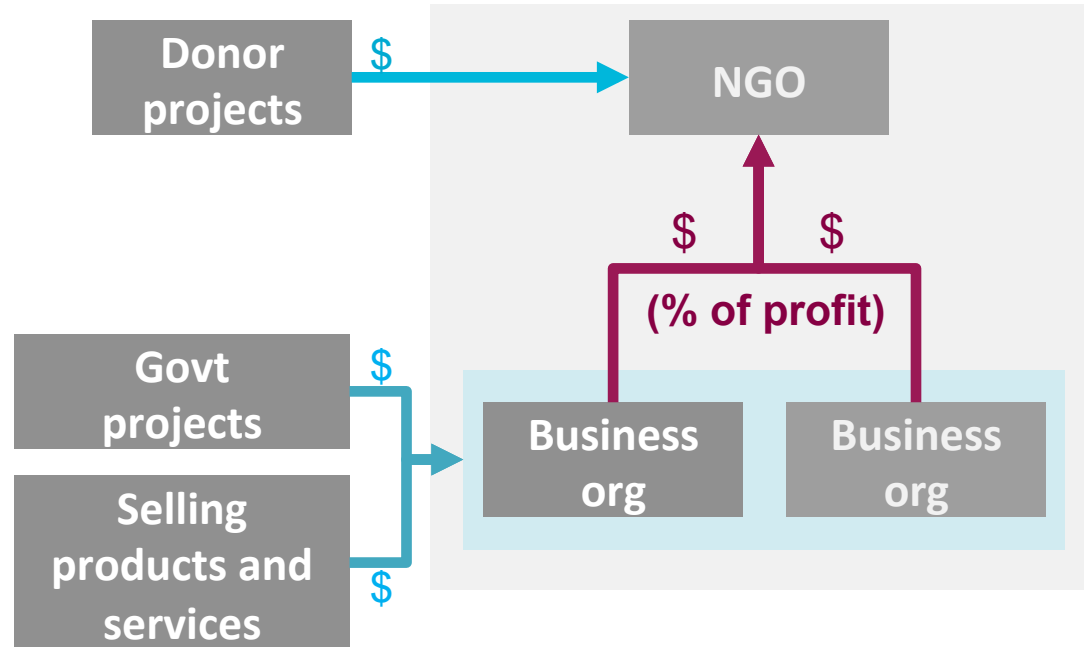 Donor
projects
$
NGO
$
$
(% of profit)
Govt
projects
$
Selling
products and
services
$
Business
org
Business
org